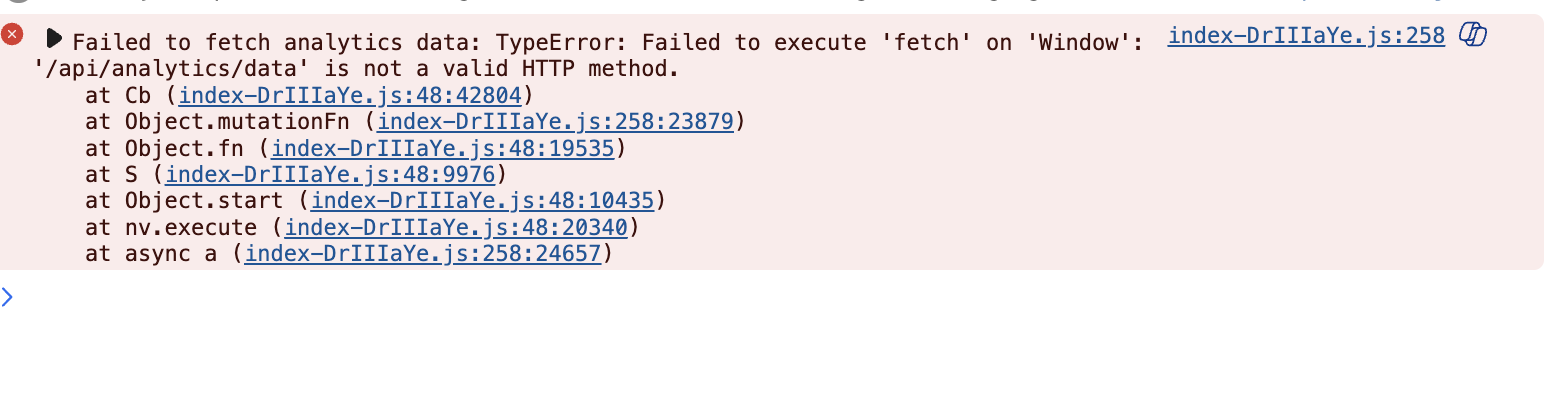 Failed to fetch analytics data: TypeError: Failed to execute 'fetch' on 'Window': index-DrIIIaYe.js:258
'/api/analytics/data' is not a valid HTTP method.
at Cb (index-DrIIIaYe.js:48:42804)
at Object.mutationFn (index-DrIIIaYe.js:258:23879)
at Object.fn (index-DrIIIaYe.js:48:19535)
at S (index-DrIIIaYe.js:48:9976)
at Object.start (index-DrIIIaYe.js:48:10435)
at nv.execute (index-DrIIIaYe.js:48:20340)
at async a (index-DrIIIaYe.js:258:24657)